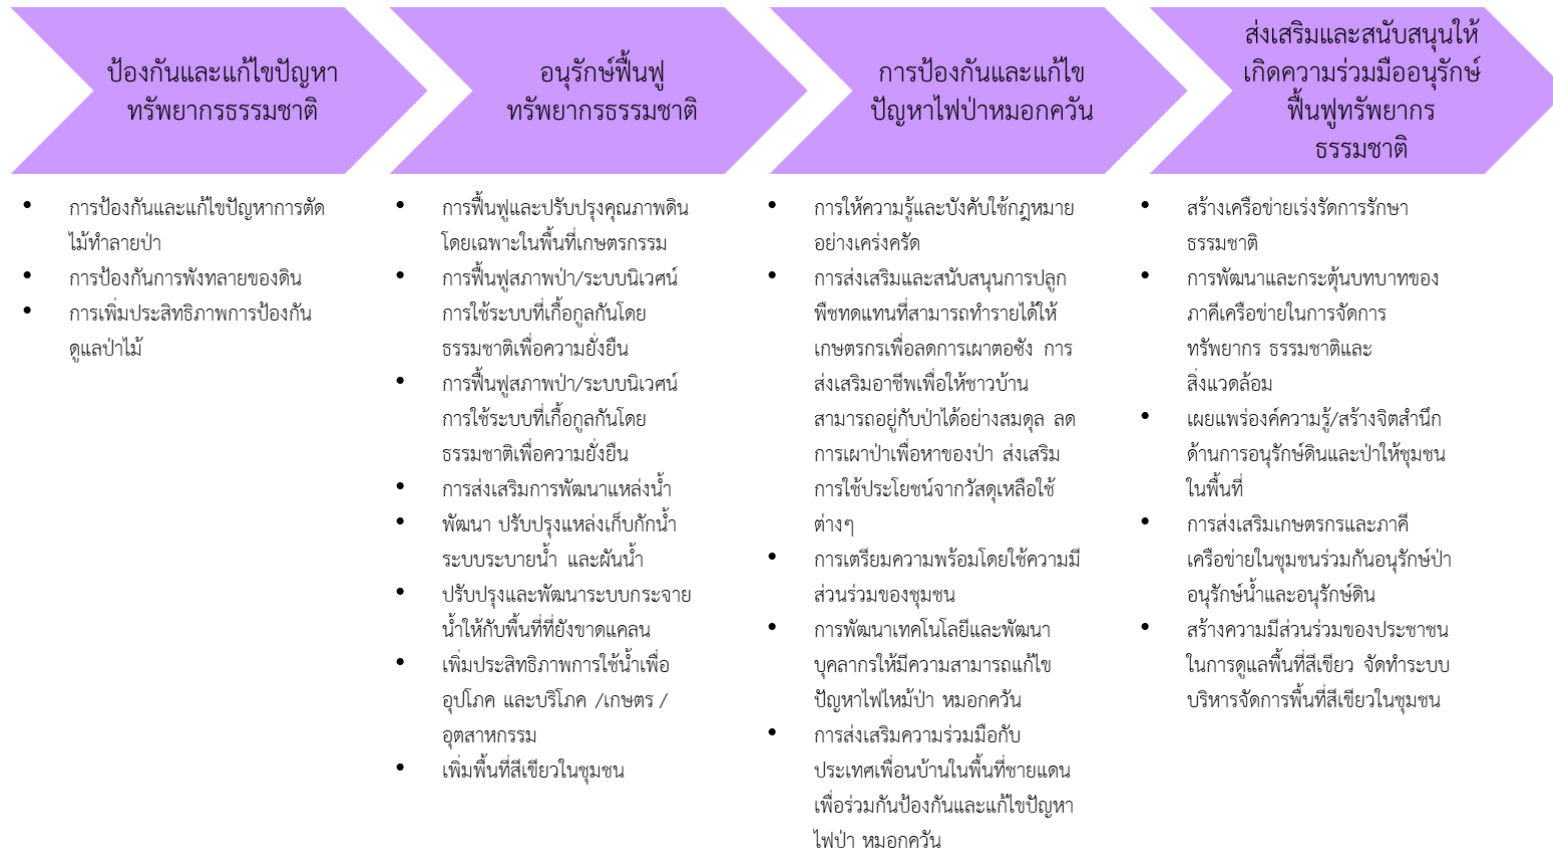 ป้องกันและแก้ไขปัญหา
ทรัพยากรธรรมชาติ
อนุรักษ์ฟื้นฟู
ทรัพยากรธรรมชาติ
การป้องกันและแก้ไข
ปัญหาไฟป่าหมอกควัน
ส่งเสริมและสนับสนุนให้
เกิดความร่วมมืออนุรักษ์
ฟื้นฟูทรัพยากร
ธรรมชาติ
• การป้องกันและแก้ไขปัญหาการตัด
ไม้ทำลายป่า
• การป้องกันการพังทลายของดิน
• การเพิ่มประสิทธิภาพการป้องกัน
ดูแลป่าไม้
• การฟื้นฟูและปรับปรุงคุณภาพดิน
โดยเฉพาะในพื้นที่เกษตรกรรม
• การฟื้นฟูสภาพป่า/ระบบนิเวศน์
การใช้ระบบที่เกื้อกูลกันโดย
ธรรมชาติเพื่อความยั่งยืน
• การฟื้นฟูสภาพป่า/ระบบนิเวศน์
การใช้ระบบที่เกื้อกูลกันโดย
ธรรมชาติเพื่อความยั่งยืน
• การส่งเสริมการพัฒนาแหล่งน้ำ
• พัฒนา ปรับปรุงแหล่งเก็บกักน้ำ
ระบบระบายน้ำ และผันน้ำ
• ปรับปรุงและพัฒนาระบบกระจาย
น้ำให้กับพื้นที่ที่ยังขาดแคลน
• เพิ่มประสิทธิภาพการใช้น้ำเพื่อ
อุปโภค และบริโภค /เกษตร /
อุตสาหกรรม
• เพิ่มพื้นที่สีเขียวในชุมชน
• การให้ความรู้และบังคับใช้กฎหมาย
อย่างเคร่งครัด
• การส่งเสริมและสนับสนุนการปลูก
พืชทดแทนที่สามารถทำรายได้ให้
เกษตรกรเพื่อลดการเผาตอซัง การ
ส่งเสริมอาชีพเพื่อให้ชาวบ้าน
สามารถอยู่กับป่าได้อย่างสมดุล ลด
การเผาป่าเพื่อหาของป่า ส่งเสริม
การใช้ประโยชน์จากวัสดุเหลือใช้
ต่างๆ
• การเตรียมความพร้อมโดยใช้ความมี
ส่วนร่วมของชุมชน
• การพัฒนาเทคโนโลยีและพัฒนา
บุคลากรให้มีความสามารถแก้ไข
ปัญหาไฟไหม้ป่า หมอกควัน
• การส่งเสริมความร่วมมือกับ
ประเทศเพื่อนบ้านในพื้นที่ชายแดน
เพื่อร่วมกันป้องกันและแก้ไขปัญหา
ไฟป่า หมอกควัน
• สร้างเครือข่ายเร่งรัดการรักษา
ธรรมชาติ
• การพัฒนาและกระตุ้นบทบาทของ
ภาคีเครือข่ายในการจัดการ
ทรัพยากร ธรรมชาติและ
สิ่งแวดล้อม
• เผยแพร่องค์ความรู้/สร้างจิตสำนึก
ด้านการอนุรักษ์ดินและป่าให้ชุมชน
ในพื้นที่
• การส่งเสริมเกษตรกรและภาคี
เครือข่ายในชุมชนร่วมกันอนุรักษ์ป่า
อนุรักษ์น้ำและอนุรักษ์ดิน
• สร้างความมีส่วนร่วมของประชาชน
ในการดูแลพื้นที่สีเขียว จัดทำระบบ
บริหารจัดการพื้นที่สีเขียวในชุมชน